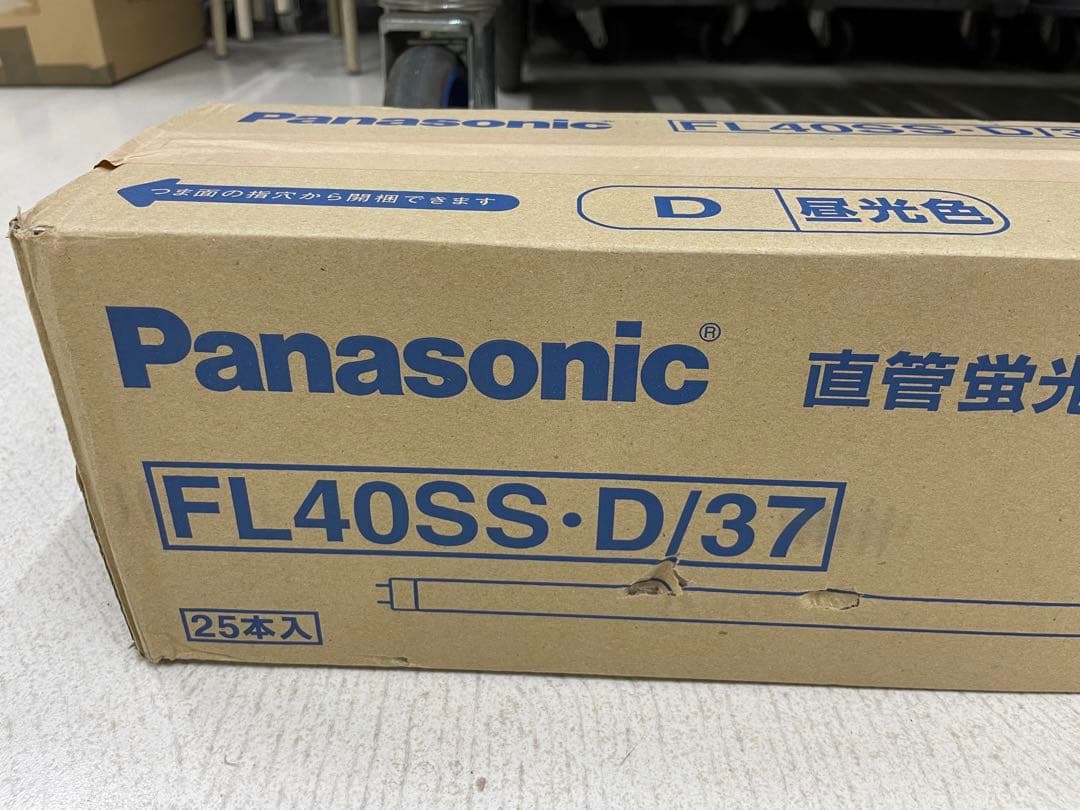 Panasonic FL40SS・D/3
つま面の指穴から開梱できます
D 昼光色
Panasonic®
直管蛍光
FL40SS・D/37
25本入